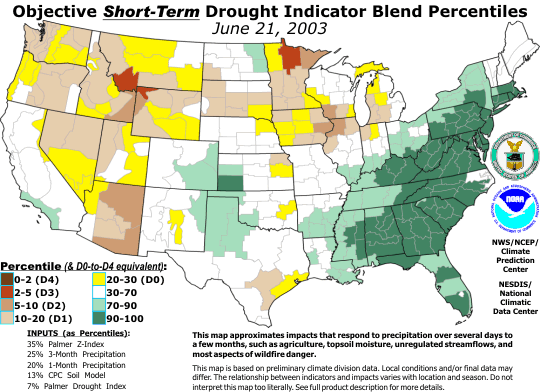 Objective Short-Term Drought Indicator Blend Percentiles
June 21, 2003
NOAA
NWS/NCEP/
Climate
Prediction
Center
NESDIS/
National
Climatic
Data Center
Percentile (& D0-to-D4 equivalent):
0-2 (D4) 20-30 (D0)
2-5 (D3) 30-70
5-10 (D2) 70-90
10-20 (D1) 90-100
INPUTS (as Percentiles):
35% Palmer Z-Index
25% 3-Month Precipitation
20% 1-Month Precipitation
13% CPC Soil Model
7% Palmer Drought Index
This map approximates impacts that respond to precipitation over several days to
a few months, such as agriculture, topsoil moisture, unregulated streamflows, and
most aspects of wildfire danger.
This map is based on preliminary climate division data. Local conditions and/or final data may
differ. The relationship between indicators and impacts varies with location and season. Do not
interpret this map too literally. See full product description for more details.